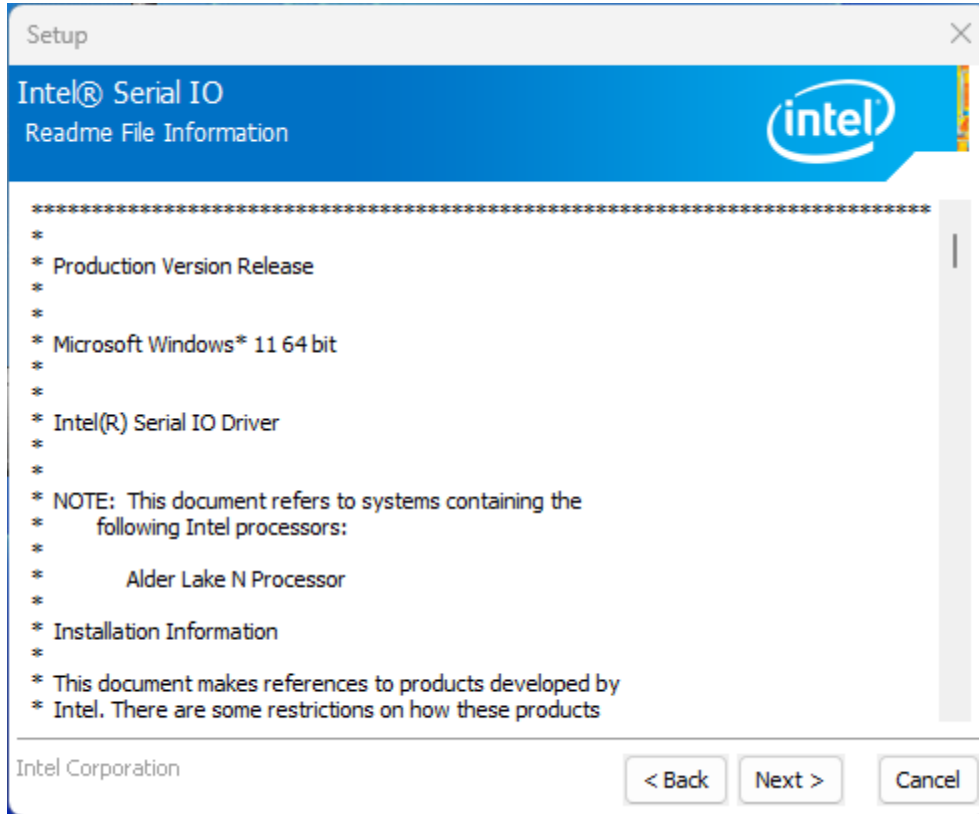 Setup
Intel® Serial IO
Readme File Information
intel
***************************************************************************
*
* Production Version Release
*
*
* Microsoft Windows* 11 64 bit
*
*
* Intel(R) Serial IO Driver
*
*
* NOTE:  This document refers to systems containing the
*        following Intel processors:
*
*            Alder Lake N Processor
*
* Installation Information
*
* This document makes references to products developed by
* Intel. There are some restrictions on how these products
Intel Corporation
< Back
Next >
Cancel